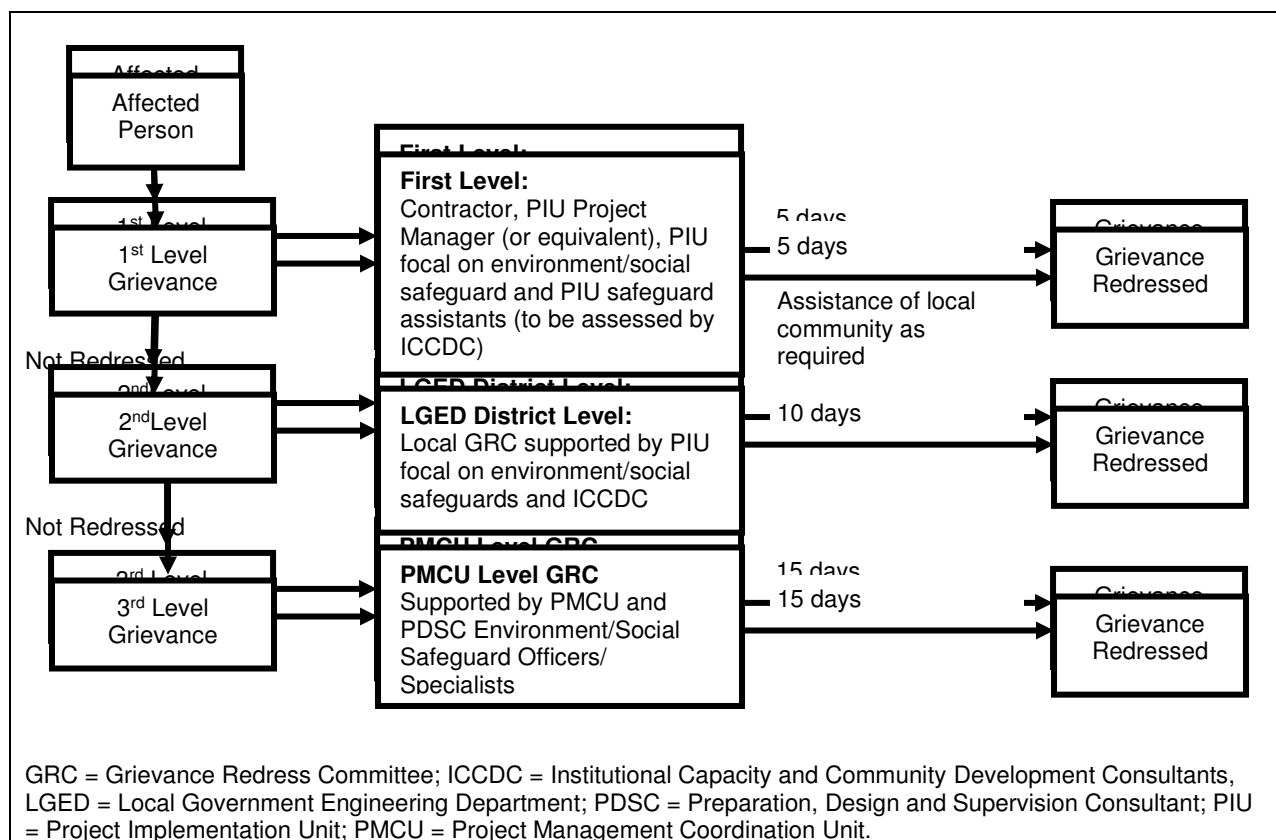 Affected
Person
First Level:
Contractor, PIU Project
Manager (or equivalent), PIU
focal on environment/social
safeguard and PIU safeguard
assistants (to be assessed by
ICCDC)
1st Level
Grievance
5 days
Assistance of local
community as
required
Grievance
Redressed
Not Redressed
2nd Level
Grievance
LGED District Level:
Local GRC supported by PIU
focal on environment/social
safeguards and ICCDC
10 days
Grievance
Redressed
Not Redressed
3rd Level
Grievance
PMCU Level GRC
Supported by PMCU and
PDSC Environment/Social
Safeguard Officers/
Specialists
15 days
Grievance
Redressed
GRC = Grievance Redress Committee; ICCDC = Institutional Capacity and Community Development Consultants,
LGED = Local Government Engineering Department; PDSC = Preparation, Design and Supervision Consultant; PIU
= Project Implementation Unit; PMCU = Project Management Coordination Unit.